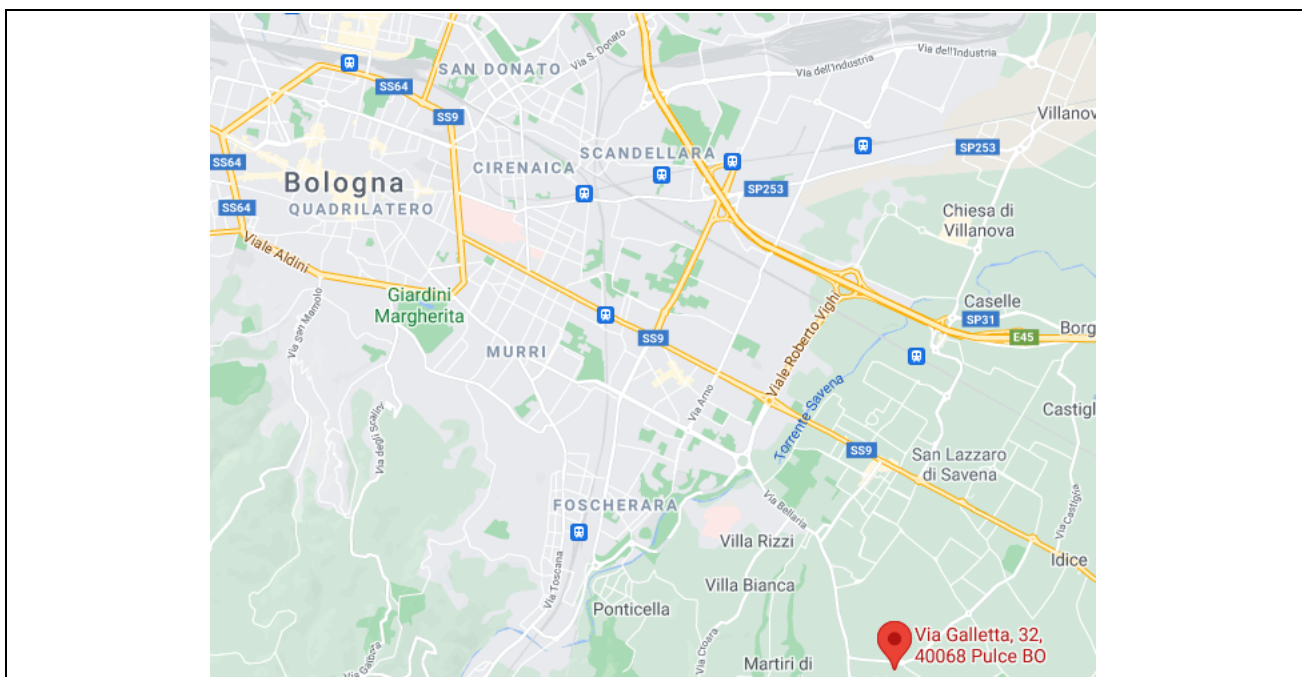 Via S. Donato
Via dell'Industria
SAN DONATO
Via dell'Industria
SS64
SS9
Villanov
SCANDELLARA
SP253
SS64
CIRENAICA
Bologna
SP253
SS64
QUADRILATERO
Chiesa di
Villanova
Viale Aldini
Giardini
Margherita
Via San Mamolo
Viale Roberto Vighi
Caselle
SP31
E45
Borg
MURRI
SS9
Via Arno
Torrente Savena
Castigl
Via degli Scalini
SS9
San Lazzaro
di Savena
FOSCHERARA
Via Bellaria
Via Castiglia
Villa Rizzi
Idice
Via Toscana
Villa Bianca
Ponticella
Via Croara
Martiri di
Via Galletta, 32,
40068 Pulce BO